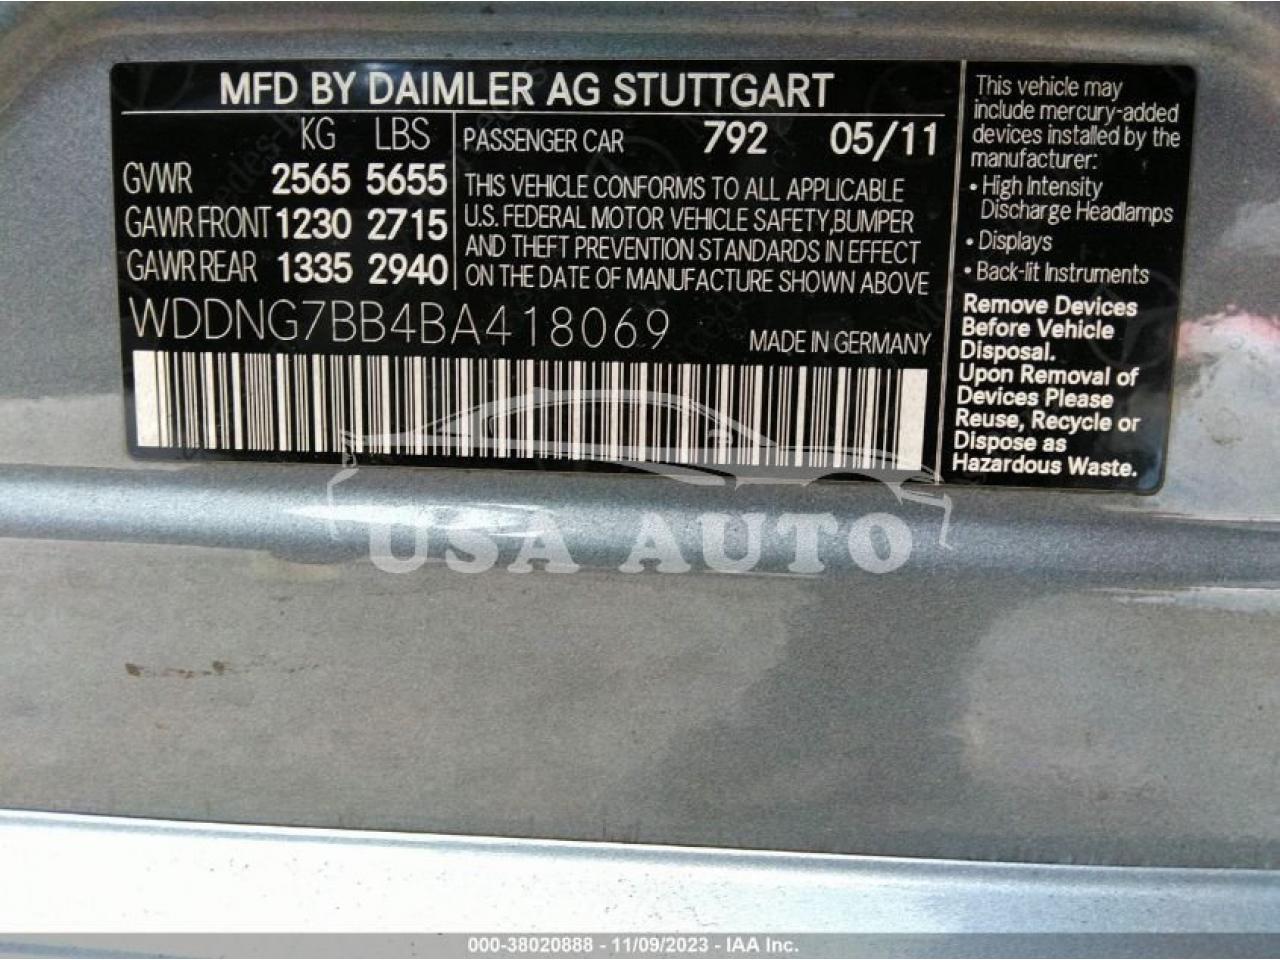 MFD BY DAIMLER AG STUTTGART
KG LBS
GVWR 2565 5655
GAWR FRONT 1230 2715
GAWR REAR 1335 2940
PASSENGER CAR 792 05/11
THIS VEHICLE CONFORMS TO ALL APPLICABLE
U.S. FEDERAL MOTOR VEHICLE SAFETY,BUMPER
AND THEFT PREVENTION STANDARDS IN EFFECT
ON THE DATE OF MANUFACTURE SHOWN ABOVE
WDDNG7BB4BA418069
MADE IN GERMANY
This vehicle may
include mercury-added
devices installed by the
manufacturer:
• High Intensity
Discharge Headlamps
• Displays
• Back-lit Instruments
Remove Devices
Before Vehicle
Disposal.
Upon Removal of
Devices Please
Reuse, Recycle or
Dispose as
Hazardous Waste.
USA AUTO
000-38020888 - 11/09/2023 - IAA Inc.